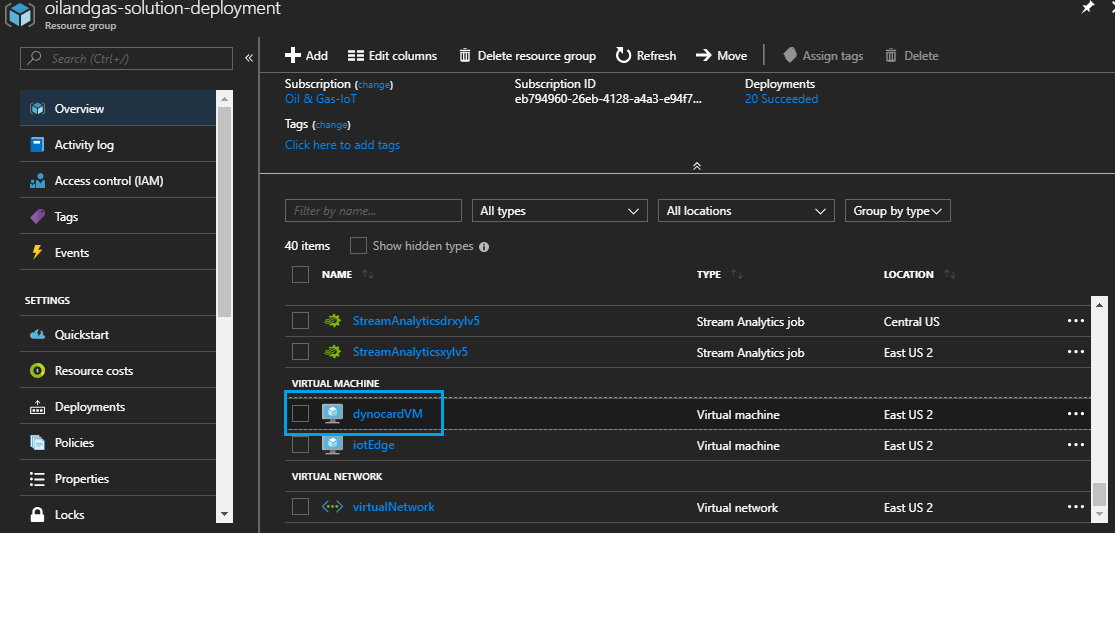 oilandgas-solution-deployment
Resource group
Search (Ctrl+/)
«
Overview
Activity log
Access control (IAM)
Tags
Events
SETTINGS
Quickstart
Resource costs
Deployments
Policies
Properties
Locks
Add Edit columns Delete resource group Refresh Move Assign tags Delete
Subscription (change) Subscription ID Deployments
Oil & Gas-IoT eb794960-26eb-4128-a4a3-e94f7... 20 Succeeded
Tags (change)
Click here to add tags
Filter by name... All types All locations Group by type
40 items Show hidden types
NAME TYPE LOCATION
StreamAnalyticsdrxylv5 Stream Analytics job Central US ...
StreamAnalyticsxylv5 Stream Analytics job East US 2 ...
VIRTUAL MACHINE
dynocardVM Virtual machine East US 2 ...
iotEdge Virtual machine East US 2 ...
VIRTUAL NETWORK
virtualNetwork Virtual network East US 2 ...